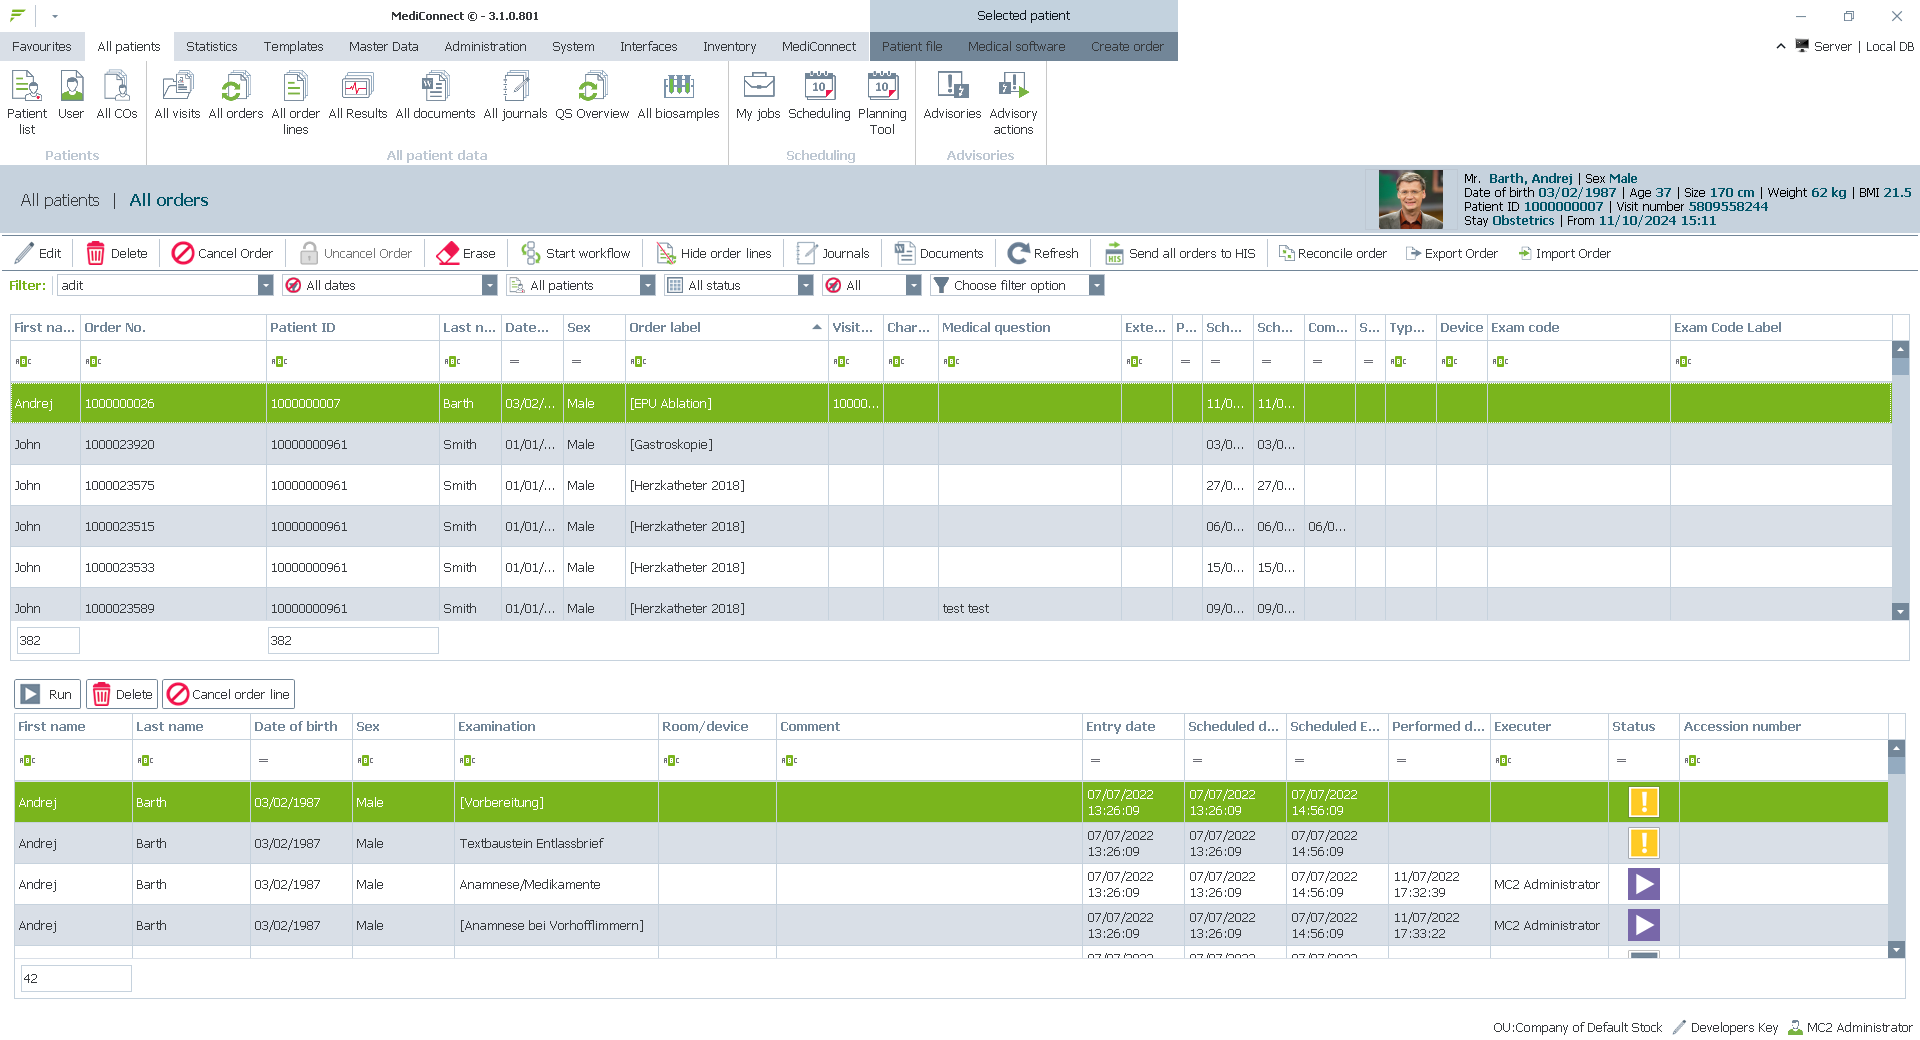 MediConnect © - 3.1.0.801
Selected patient
Favourites All patients Statistics Templates Master Data Administration System Interfaces Inventory MediConnect Patient file Medical software Create order Server | Local DB
Patient list User All COs All visits All orders All order lines All Results All documents All journals QS Overview All biosamples My jobs Scheduling Planning Tool Advisories Advisory actions
Patients All patient data Scheduling Advisories
All patients | All orders
Mr. Barth, Andrej | Sex Male
Date of birth 03/02/1987 | Age 37 | Size 170 cm | Weight 62 kg | BMI 21.5
Patient ID 1000000007 | Visit number 5809558244
Stay Obstetrics | From 11/10/2024 15:11
Edit Delete Cancel Order Uncancel Order Erase Start workflow Hide order lines Journals Documents Refresh Send all orders to HIS Reconcile order Export Order Import Order
Filter: adit All dates All patients All status All Choose filter option
First na... Order No. Patient ID Last n... Date... Sex Order label Visit... Char... Medical question Exte... P... Sch... Sch... Com... S... Typ... Device Exam code Exam Code Label
Andrej 1000000026 1000000007 Barth 03/02/... Male [EPU Ablation] 10000... 11/0... 11/0...
John 1000023920 10000000961 Smith 01/01/... Male [Gastroskopie] 03/0... 03/0...
John 1000023575 10000000961 Smith 01/01/... Male [Herzkatheter 2018] 27/0... 27/0...
John 1000023515 10000000961 Smith 01/01/... Male [Herzkatheter 2018] 06/0... 06/0... 06/0...
John 1000023533 10000000961 Smith 01/01/... Male [Herzkatheter 2018] 15/0... 15/0...
John 1000023589 10000000961 Smith 01/01/... Male [Herzkatheter 2018] test test 09/0... 09/0...
382 382
Run Delete Cancel order line
First name Last name Date of birth Sex Examination Room/device Comment Entry date Scheduled d... Scheduled E... Performed d... Executer Status Accession number
Andrej Barth 03/02/1987 Male [Vorbereitung] 07/07/2022 13:26:09 07/07/2022 13:26:09 07/07/2022 14:56:09
Andrej Barth 03/02/1987 Male Textbaustein Entlassbrief 07/07/2022 13:26:09 07/07/2022 13:26:09 07/07/2022 14:56:09
Andrej Barth 03/02/1987 Male Anamnese/Medikamente 07/07/2022 13:26:09 07/07/2022 13:26:09 07/07/2022 14:56:09 11/07/2022 17:32:39 MC2 Administrator
Andrej Barth 03/02/1987 Male [Anamnese bei Vorhofflimmern] 07/07/2022 13:26:09 07/07/2022 13:26:09 07/07/2022 14:56:09 11/07/2022 17:33:22 MC2 Administrator
42
OU:Company of Default Stock Developers Key MC2 Administrator